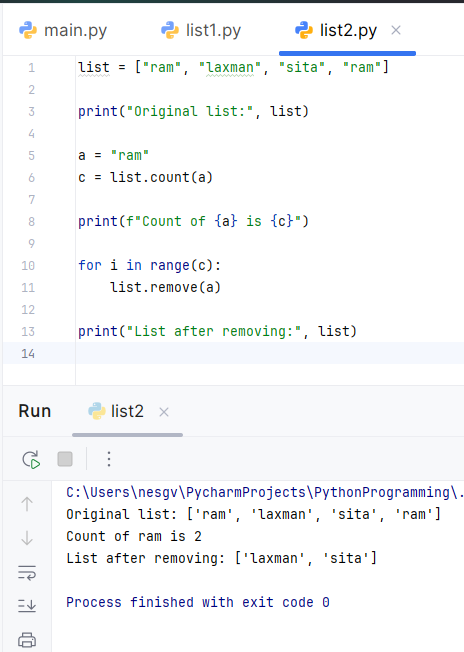 main.py list1.py list2.py
1 list = ["ram", "laxman", "sita", "ram"]
2
3 print("Original list:", list)
4
5 a = "ram"
6 c = list.count(a)
7
8 print(f"Count of {a} is {c}")
9
10 for i in range(c):
11     list.remove(a)
12
13 print("List after removing:", list)
14
Run list2
C:\Users\nesgv\PycharmProjects\PythonProgramming\.
Original list: ['ram', 'laxman', 'sita', 'ram']
Count of ram is 2
List after removing: ['laxman', 'sita']
Process finished with exit code 0